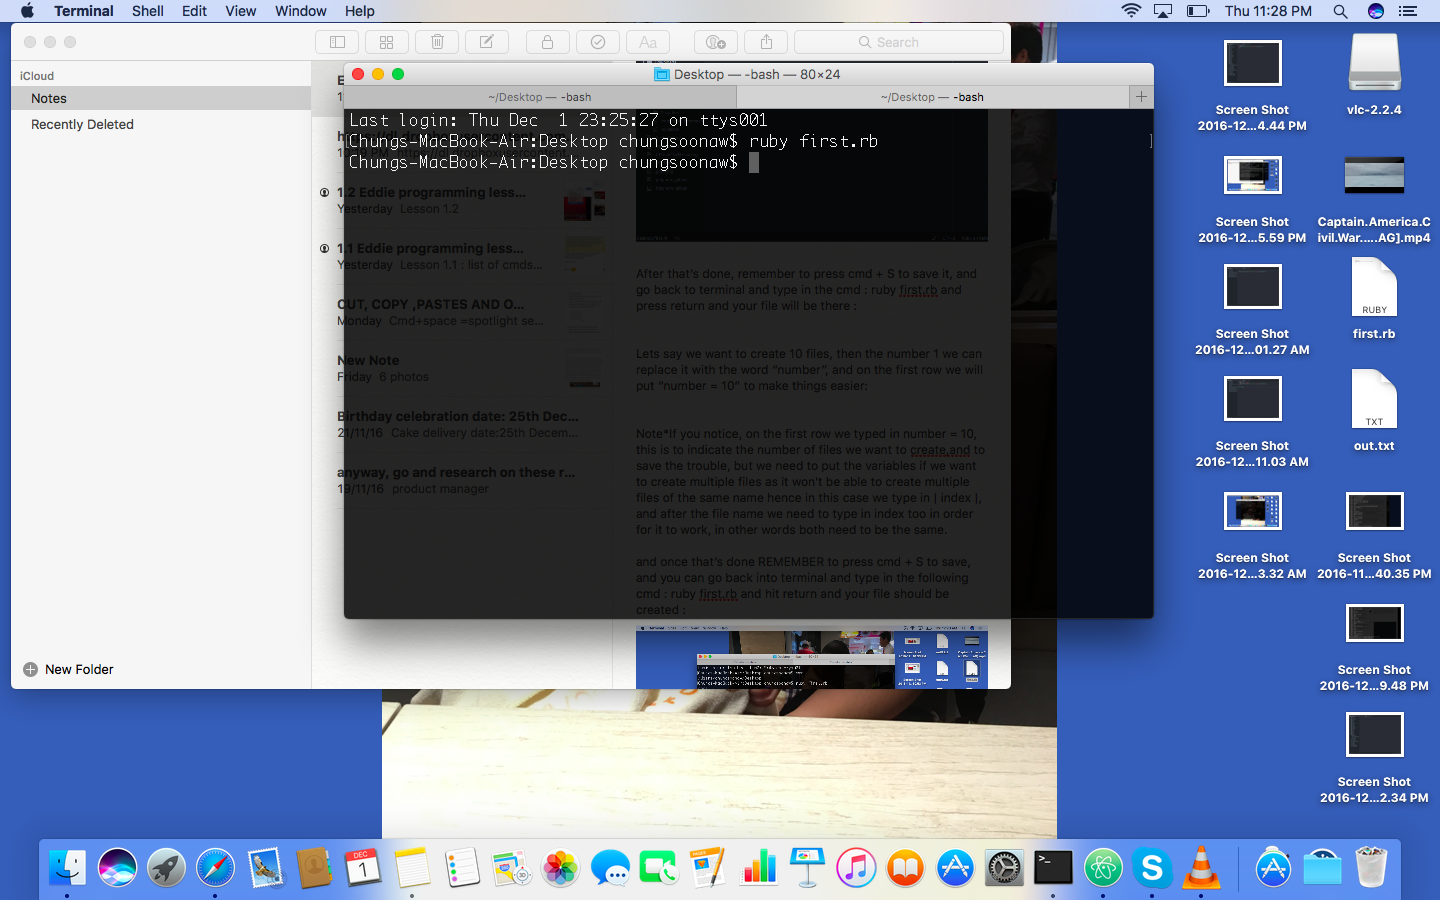 Terminal Shell Edit View Window Help
Thu 11:28 PM
Search
iCloud
Notes
Recently Deleted
New Folder
Desktop — -bash — 80×24
~/Desktop — -bash
~/Desktop — -bash
Last login: Thu Dec  1 23:25:27 on ttys001
Chungs-MacBook-Air:Desktop chungsoonaw$ ruby first.rb
Chungs-MacBook-Air:Desktop chungsoonaw$
1.2 Eddie programming less...
Yesterday Lesson 1.2
1.1 Eddie programming less...
Yesterday Lesson 1.1 : list of cmds...
CUT, COPY ,PASTES AND O...
Monday Cmd+space =spotlight se...
New Note
Friday 6 photos
Birthday celebration date: 25th Dec...
21/11/16 Cake delivery date:25th Decem...
anyway, go and research on these r...
19/11/16 product manager
After that's done, remember to press cmd + S to save it, and
go back to terminal and type in the cmd : ruby first.rb and
press return and your file will be there :
Lets say we want to create 10 files, then the number 1 we can
replace it with the word "number", and on the first row we will
put "number = 10" to make things easier:
Note*If you notice, on the first row we typed in number = 10,
this is to indicate the number of files we want to create,and to
save the trouble, but we need to put the variables if we want
to create multiple files as it won't be able to create multiple
files of the same name hence in this case we type in | index |,
and after the file name we need to type in index too in order
for it to work, in other words both need to be the same.
and once that's done REMEMBER to press cmd + S to save,
and you can go back into terminal and type in the following
cmd : ruby first.rb and hit return and your file should be
created :
Screen Shot
2016-12...4.44 PM
vlc-2.2.4
Screen Shot
2016-12...5.59 PM
Captain.America.C
ivil.War.....AG].mp4
Screen Shot
2016-12...01.27 AM
RUBY
first.rb
Screen Shot
2016-12...11.03 AM
TXT
out.txt
Screen Shot
2016-12...3.32 AM
Screen Shot
2016-11...40.35 PM
Screen Shot
2016-12...9.48 PM
Screen Shot
2016-12...2.34 PM
DEC
1